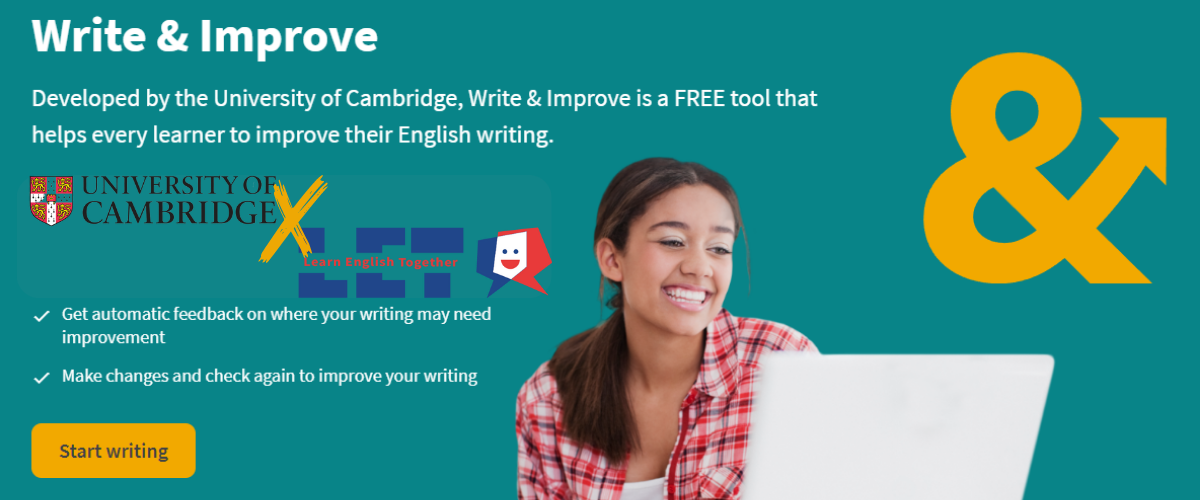 Write & Improve
Developed by the University of Cambridge, Write & Improve is a FREE tool that
helps every learner to improve their English writing.
UNIVERSITY OF
CAMBRIDGE
X
LET
Learn English Together
Get automatic feedback on where your writing may need
improvement
Make changes and check again to improve your writing
Start writing
&